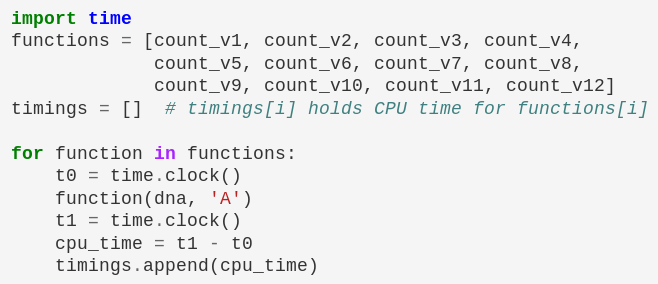 import time
functions = [count_v1, count_v2, count_v3, count_v4,
             count_v5, count_v6, count_v7, count_v8,
             count_v9, count_v10, count_v11, count_v12]
timings = []  # timings[i] holds CPU time for functions[i]

for function in functions:
    t0 = time.clock()
    function(dna, 'A')
    t1 = time.clock()
    cpu_time = t1 - t0
    timings.append(cpu_time)